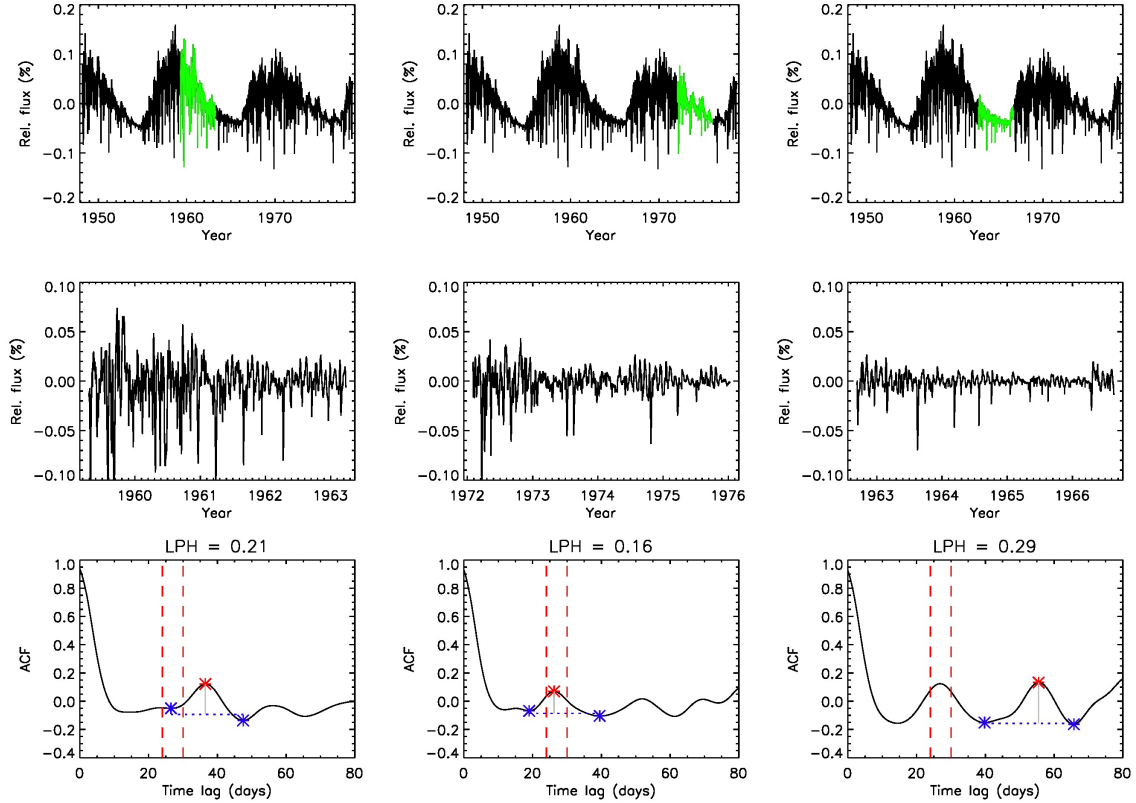 0.2
0.1
0.0
−0.1
−0.2
Rel. flux (%)
1950 1960 1970
Year
0.2
0.1
0.0
−0.1
−0.2
Rel. flux (%)
1950 1960 1970
Year
0.2
0.1
0.0
−0.1
−0.2
Rel. flux (%)
1950 1960 1970
Year
0.10
0.05
0.00
−0.05
−0.10
Rel. flux (%)
1960 1961 1962 1963
Year
0.10
0.05
0.00
−0.05
−0.10
Rel. flux (%)
1972 1973 1974 1975 1976
Year
0.10
0.05
0.00
−0.05
−0.10
Rel. flux (%)
1963 1964 1965 1966
Year
LPH = 0.21
1.0
0.8
0.6
0.4
0.2
0.0
−0.2
−0.4
ACF
0 20 40 60 80
Time lag (days)
LPH = 0.16
1.0
0.8
0.6
0.4
0.2
0.0
−0.2
−0.4
ACF
0 20 40 60 80
Time lag (days)
LPH = 0.29
1.0
0.8
0.6
0.4
0.2
0.0
−0.2
−0.4
ACF
0 20 40 60 80
Time lag (days)